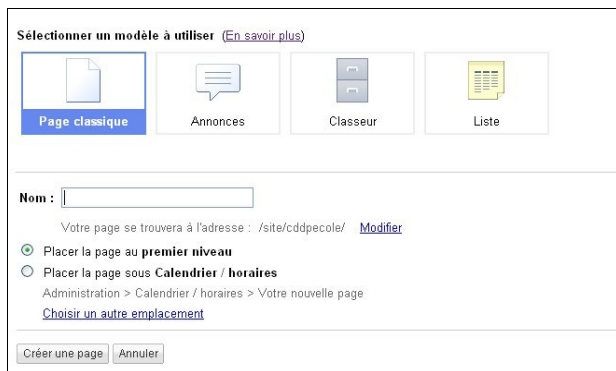 Sélectionner un modèle à utiliser (En savoir plus)
Page classique
Annonces
Classeur
Liste
Nom :
Votre page se trouvera à l'adresse : /site/cddpecole/ Modifier
Placer la page au premier niveau
Placer la page sous Calendrier / horaires
Administration > Calendrier / horaires > Votre nouvelle page
Choisir un autre emplacement
Créer une page Annuler